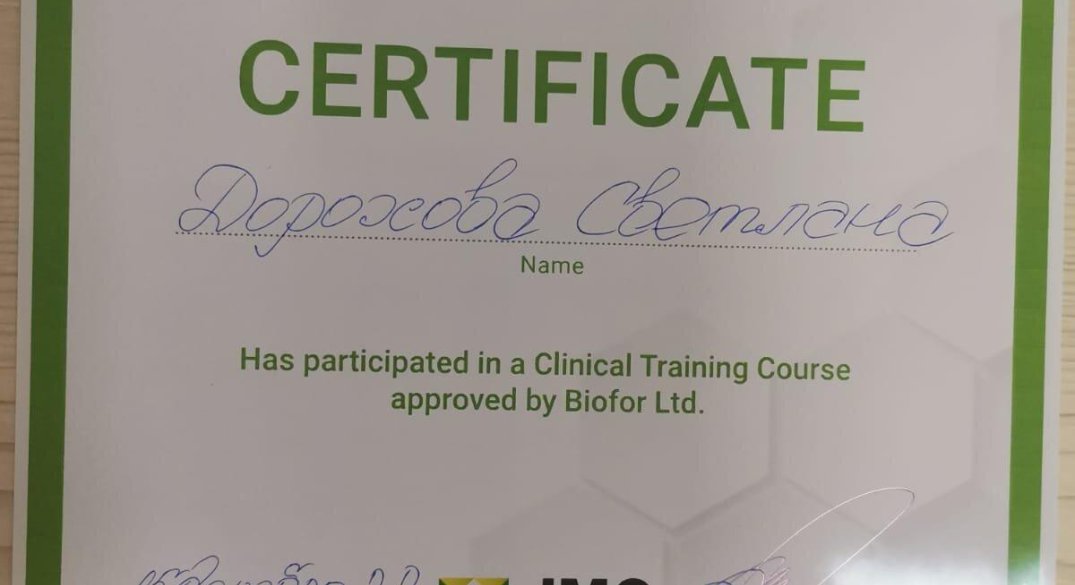 CERTIFICATE
Дорохова Светлана
Name
Has participated in a Clinical Training Course
approved by Biofor Ltd.